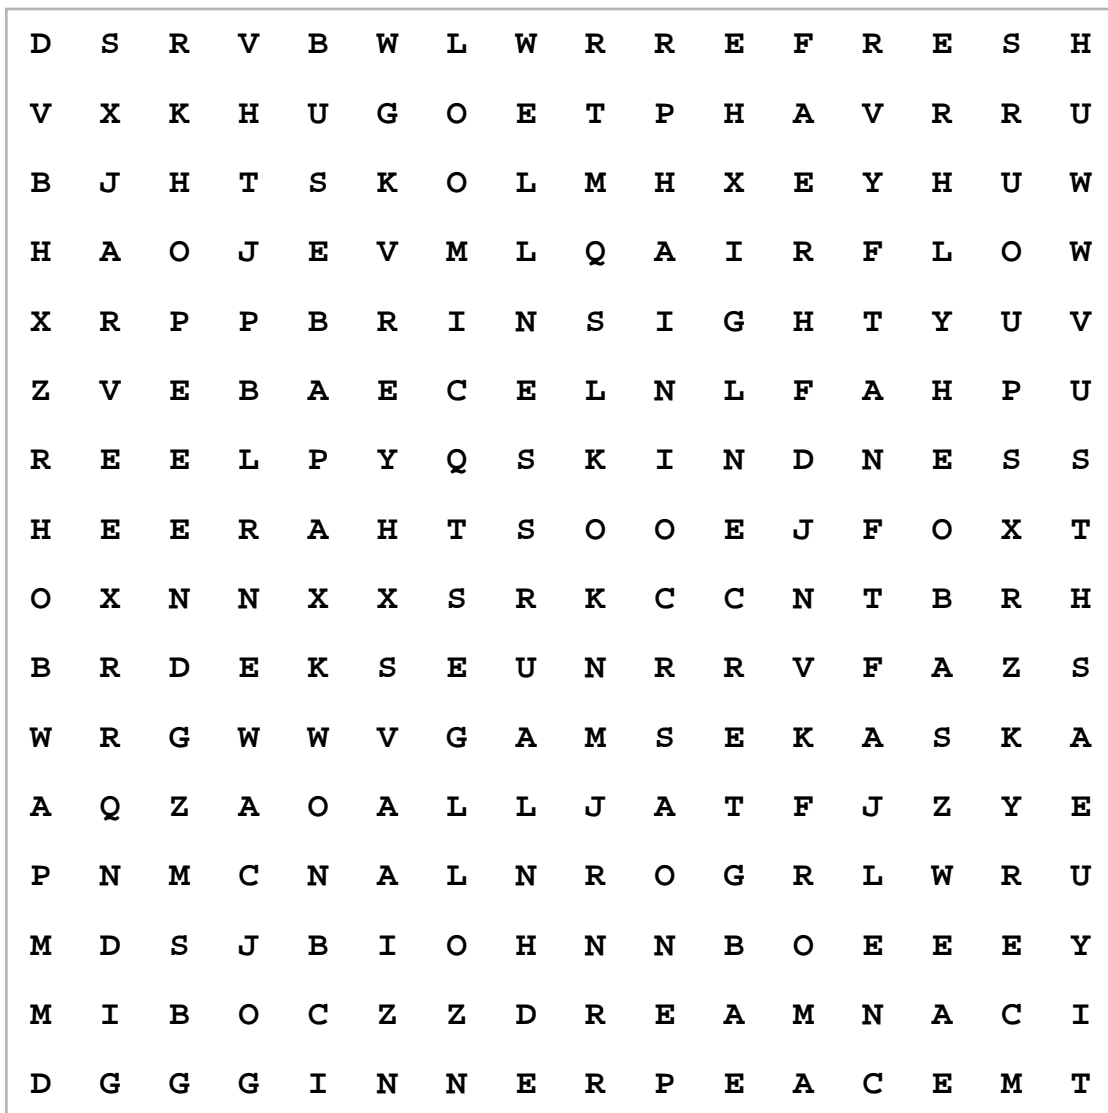 D S R V B W L W R R E F R E S H
V X K H U G O E T P H A V R R U
B J H T S K O L M H X E Y H U W
H A O J E V M L Q A I R F L O W
X R P P B R I N S I G H T Y U V
Z V E B A E C E L N L F A H P U
R E E L P Y Q S K I N D N E S S
H E E R A H T S O O E J F O X T
O X N N X X S R K C C N T B R H
B R D E K S E U N R R V F A Z S
W R G W W V G A M S E K A S K A
A Q Z A O A L L J A T F J Z Y E
P N M C N A L N R O G R L W R U
M D S J B I O H N N B O E E E Y
M I B O C Z Z D R E A M N A C I
D G G G I N N E R P E A C E M T